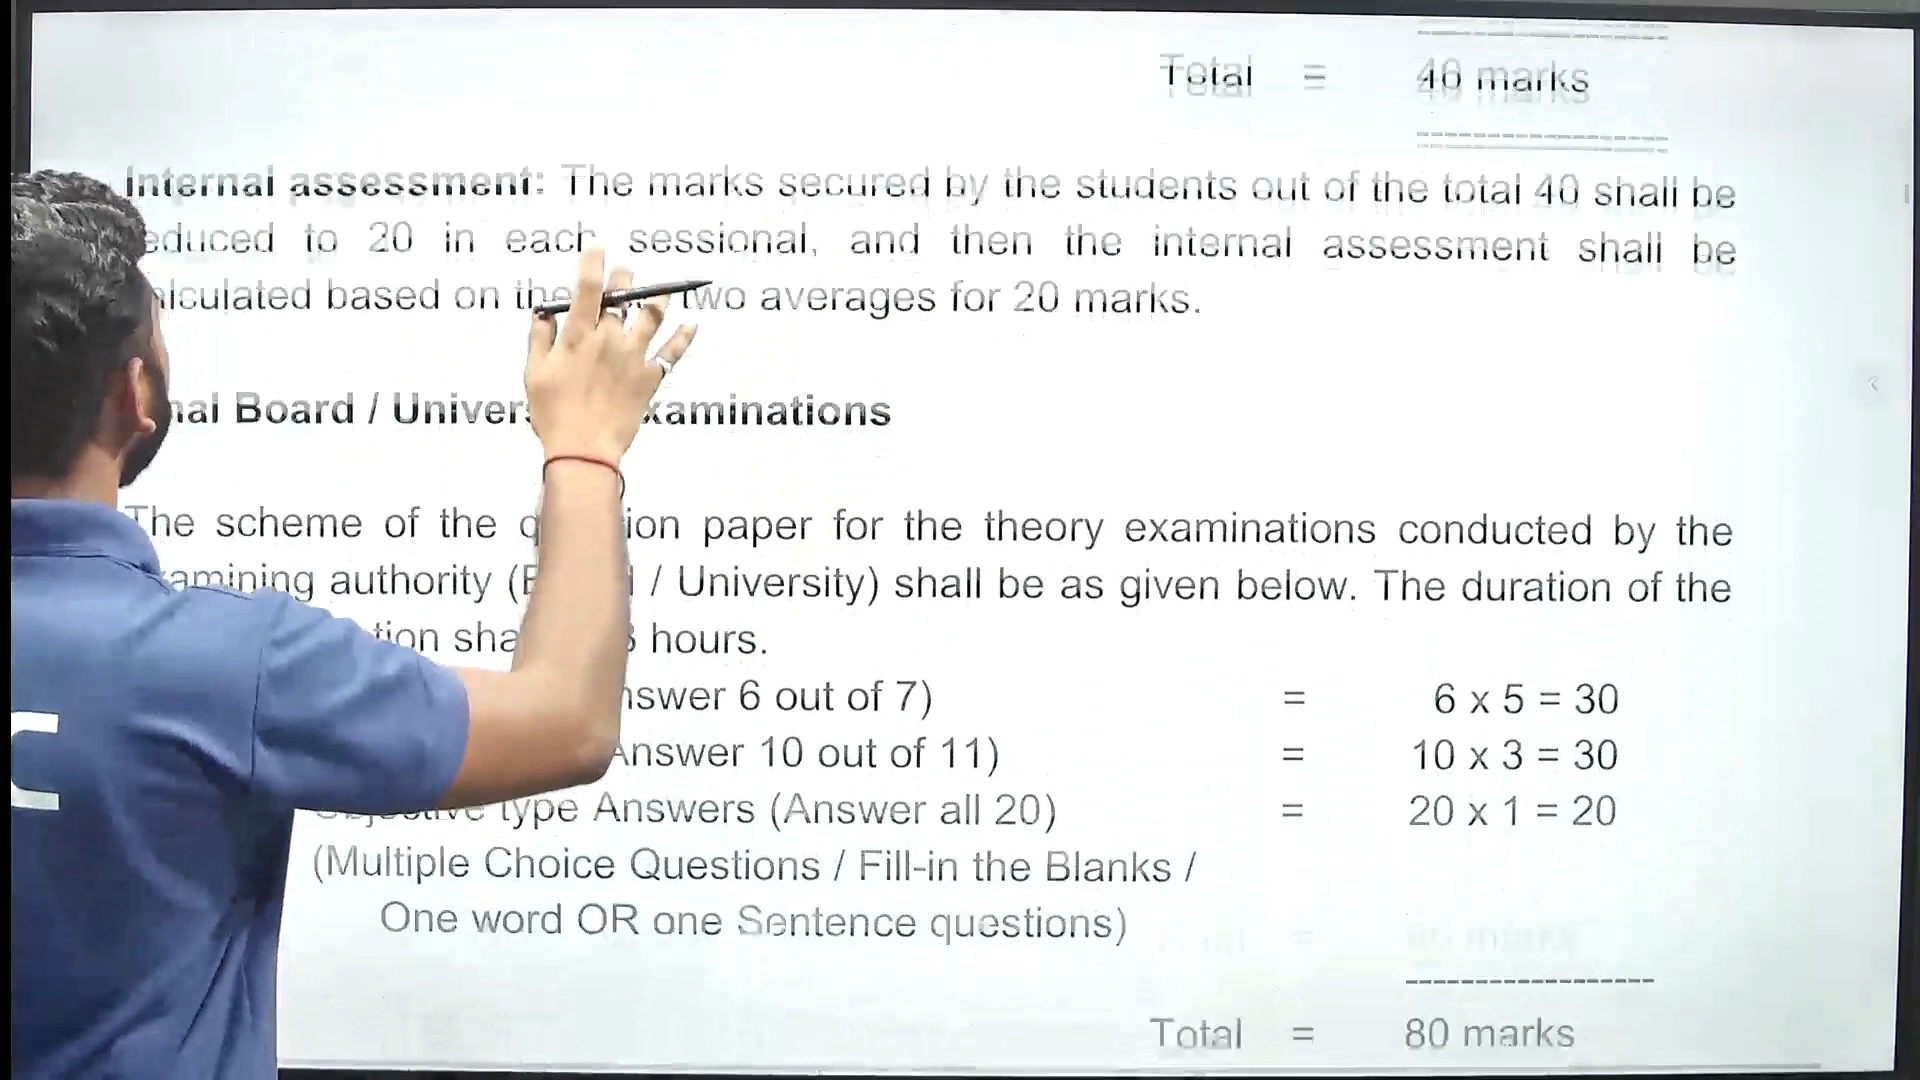 Total = 40 marks
Internal assessment: The marks secured by the students out of the total 40 shall be
educed to 20 in each sessional, and then the internal assessment shall be
lculated based on the two averages for 20 marks.
nal Board / Univers xaminations
The scheme of the q ion paper for the theory examinations conducted by the
amining authority (B / University) shall be as given below. The duration of the
tion sha 3 hours.
nswer 6 out of 7) = 6 x 5 = 30
Answer 10 out of 11) = 10 x 3 = 30
Objective type Answers (Answer all 20) = 20 x 1 = 20
(Multiple Choice Questions / Fill-in the Blanks /
One word OR one Sentence questions)
Total = 80 marks
C